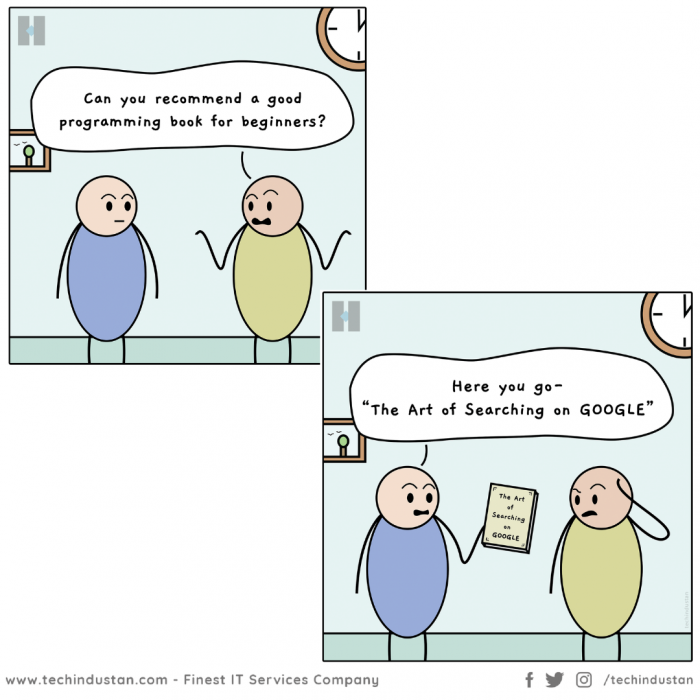 Can you recommend a good
programming book for beginners?
Here you go-
"The Art of Searching on GOOGLE"
The Art
of
Searching
on
GOOGLE
www.techindustan.com - Finest IT Services Company
/techindustan